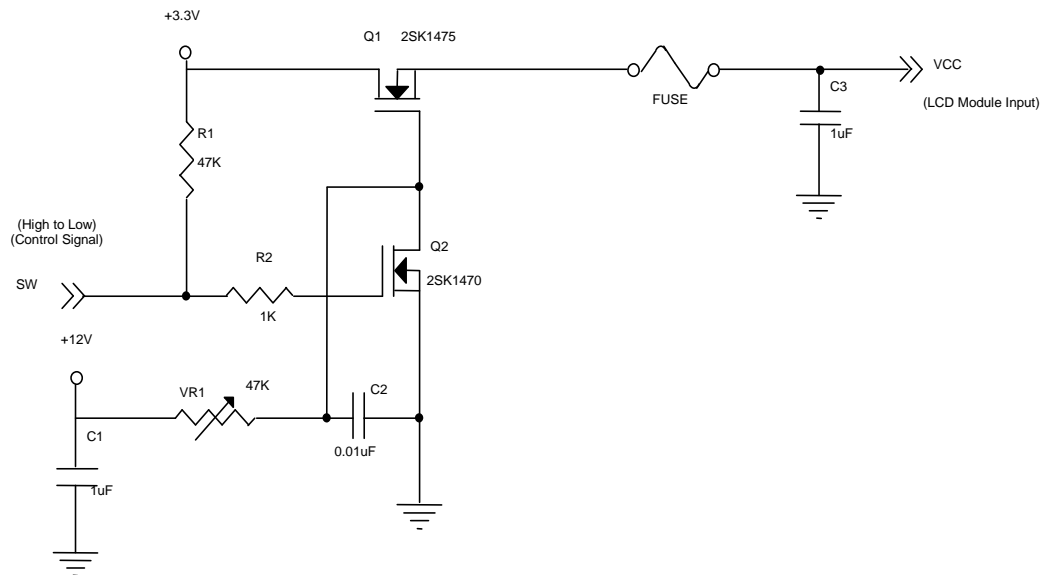 +3.3V
Q1 2SK1475
VCC
FUSE
C3
(LCD Module Input)
1uF
R1
47K
(High to Low)
(Control Signal)
Q2
R2
2SK1470
SW
1K
+12V
VR1
47K
C2
C1
0.01uF
1uF